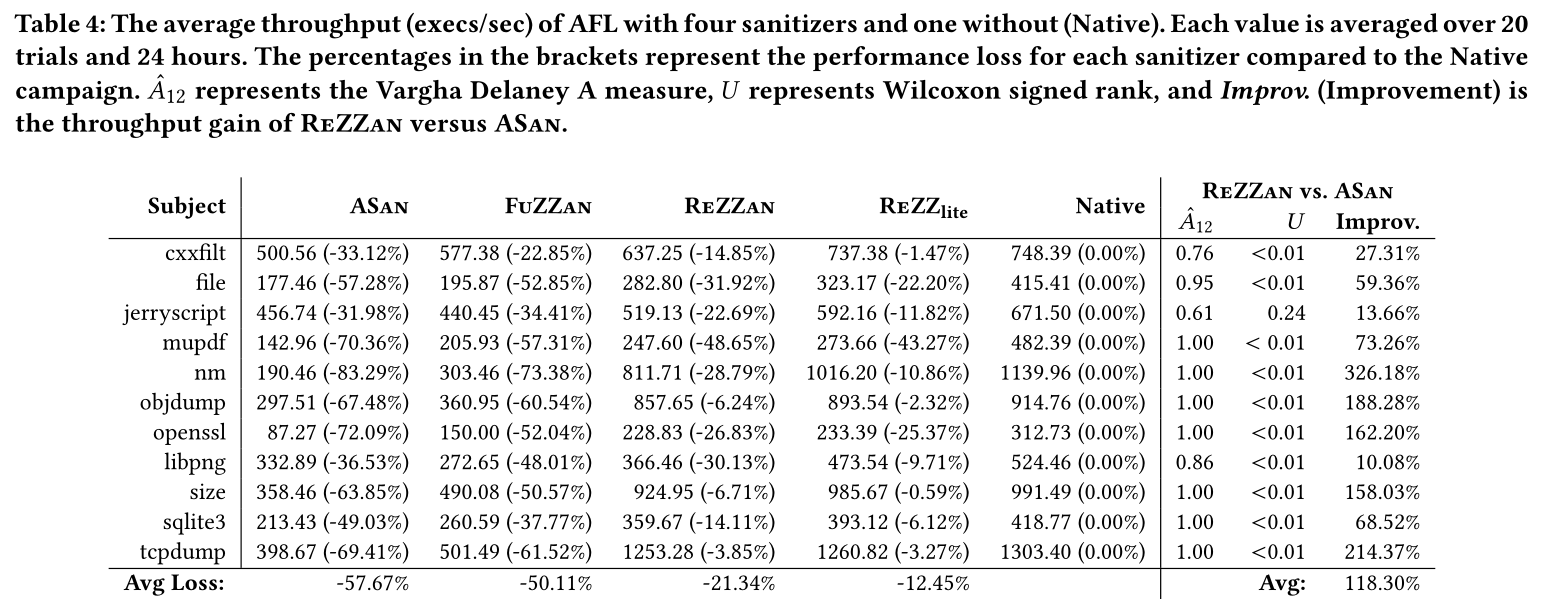 Table 4: The average throughput (execs/sec) of AFL with four sanitizers and one without (Native). Each value is averaged over 20
trials and 24 hours. The percentages in the brackets represent the performance loss for each sanitizer compared to the Native
campaign. Â12 represents the Vargha Delaney A measure, U represents Wilcoxon signed rank, and Improv. (Improvement) is
the throughput gain of ReZZan versus ASan.
Subject ASan FuZZan ReZZan ReZZlite Native ReZZan vs. ASan
Â12 U Improv.
cxxfilt 500.56 (-33.12%) 577.38 (-22.85%) 637.25 (-14.85%) 737.38 (-1.47%) 748.39 (0.00%) 0.76 <0.01 27.31%
file 177.46 (-57.28%) 195.87 (-52.85%) 282.80 (-31.92%) 323.17 (-22.20%) 415.41 (0.00%) 0.95 <0.01 59.36%
jerryscript 456.74 (-31.98%) 440.45 (-34.41%) 519.13 (-22.69%) 592.16 (-11.82%) 671.50 (0.00%) 0.61 0.24 13.66%
mupdf 142.96 (-70.36%) 205.93 (-57.31%) 247.60 (-48.65%) 273.66 (-43.27%) 482.39 (0.00%) 1.00 < 0.01 73.26%
nm 190.46 (-83.29%) 303.46 (-73.38%) 811.71 (-28.79%) 1016.20 (-10.86%) 1139.96 (0.00%) 1.00 <0.01 326.18%
objdump 297.51 (-67.48%) 360.95 (-60.54%) 857.65 (-6.24%) 893.54 (-2.32%) 914.76 (0.00%) 1.00 <0.01 188.28%
openssl 87.27 (-72.09%) 150.00 (-52.04%) 228.83 (-26.83%) 233.39 (-25.37%) 312.73 (0.00%) 1.00 <0.01 162.20%
libpng 332.89 (-36.53%) 272.65 (-48.01%) 366.46 (-30.13%) 473.54 (-9.71%) 524.46 (0.00%) 0.86 <0.01 10.08%
size 358.46 (-63.85%) 490.08 (-50.57%) 924.95 (-6.71%) 985.67 (-0.59%) 991.49 (0.00%) 1.00 <0.01 158.03%
sqlite3 213.43 (-49.03%) 260.59 (-37.77%) 359.67 (-14.11%) 393.12 (-6.12%) 418.77 (0.00%) 1.00 <0.01 68.52%
tcpdump 398.67 (-69.41%) 501.49 (-61.52%) 1253.28 (-3.85%) 1260.82 (-3.27%) 1303.40 (0.00%) 1.00 <0.01 214.37%
Avg Loss: -57.67% -50.11% -21.34% -12.45% Avg: 118.30%